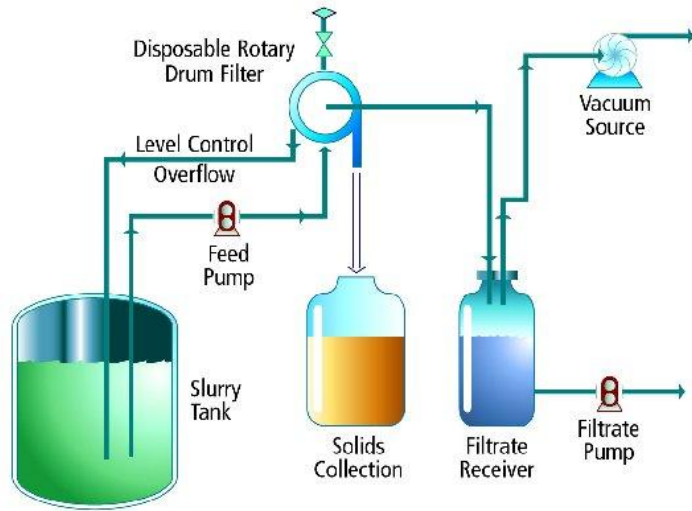 Disposable Rotary
Drum Filter
Vacuum
Source
Level Control
Overflow
Feed
Pump
Slurry
Tank
Solids
Collection
Filtrate
Receiver
Filtrate
Pump